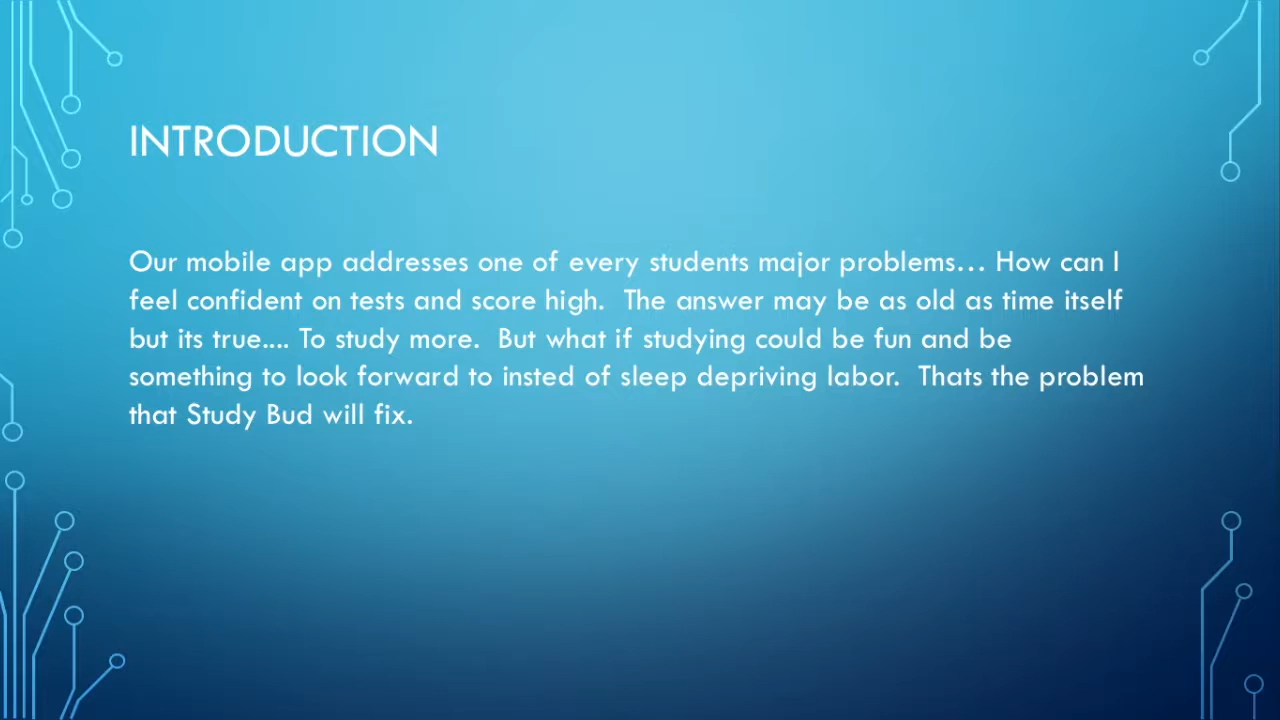 INTRODUCTION
Our mobile app addresses one of every students major problems... How can I
feel confident on tests and score high.  The answer may be as old as time itself
but its true.... To study more.  But what if studying could be fun and be
something to look forward to insted of sleep depriving labor.  Thats the problem
that Study Bud will fix.